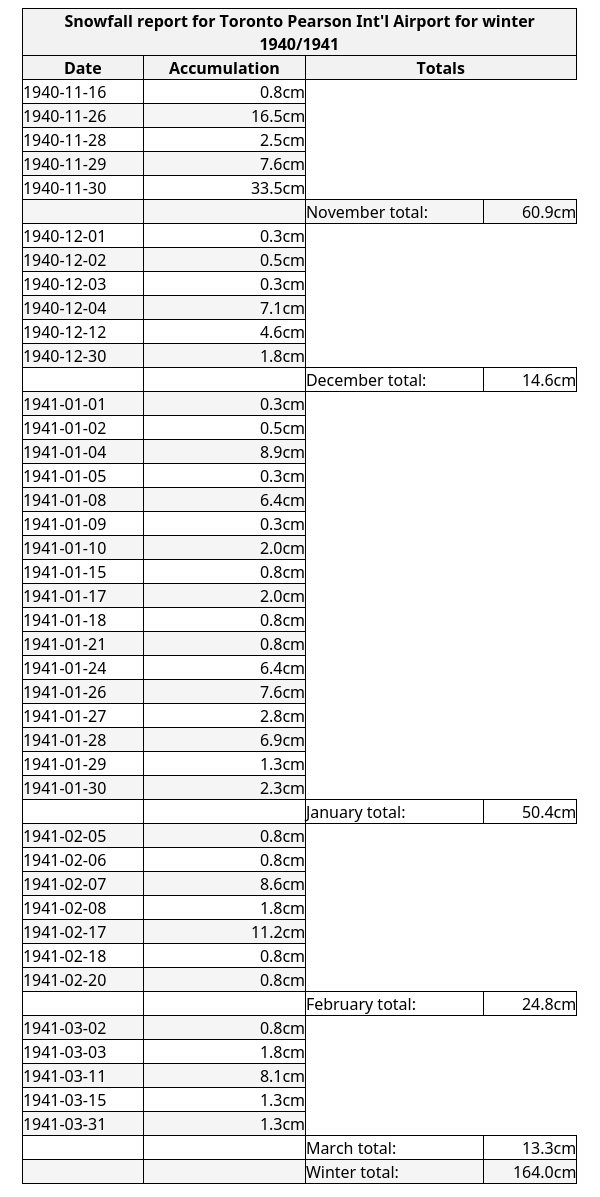 Snowfall report for Toronto Pearson Int'l Airport for winter
1940/1941
Date Accumulation Totals
1940-11-16 0.8cm
1940-11-26 16.5cm
1940-11-28 2.5cm
1940-11-29 7.6cm
1940-11-30 33.5cm
November total: 60.9cm
1940-12-01 0.3cm
1940-12-02 0.5cm
1940-12-03 0.3cm
1940-12-04 7.1cm
1940-12-12 4.6cm
1940-12-30 1.8cm
December total: 14.6cm
1941-01-01 0.3cm
1941-01-02 0.5cm
1941-01-04 8.9cm
1941-01-05 0.3cm
1941-01-08 6.4cm
1941-01-09 0.3cm
1941-01-10 2.0cm
1941-01-15 0.8cm
1941-01-17 2.0cm
1941-01-18 0.8cm
1941-01-21 0.8cm
1941-01-24 6.4cm
1941-01-26 7.6cm
1941-01-27 2.8cm
1941-01-28 6.9cm
1941-01-29 1.3cm
1941-01-30 2.3cm
January total: 50.4cm
1941-02-05 0.8cm
1941-02-06 0.8cm
1941-02-07 8.6cm
1941-02-08 1.8cm
1941-02-17 11.2cm
1941-02-18 0.8cm
1941-02-20 0.8cm
February total: 24.8cm
1941-03-02 0.8cm
1941-03-03 1.8cm
1941-03-11 8.1cm
1941-03-15 1.3cm
1941-03-31 1.3cm
March total: 13.3cm
Winter total: 164.0cm